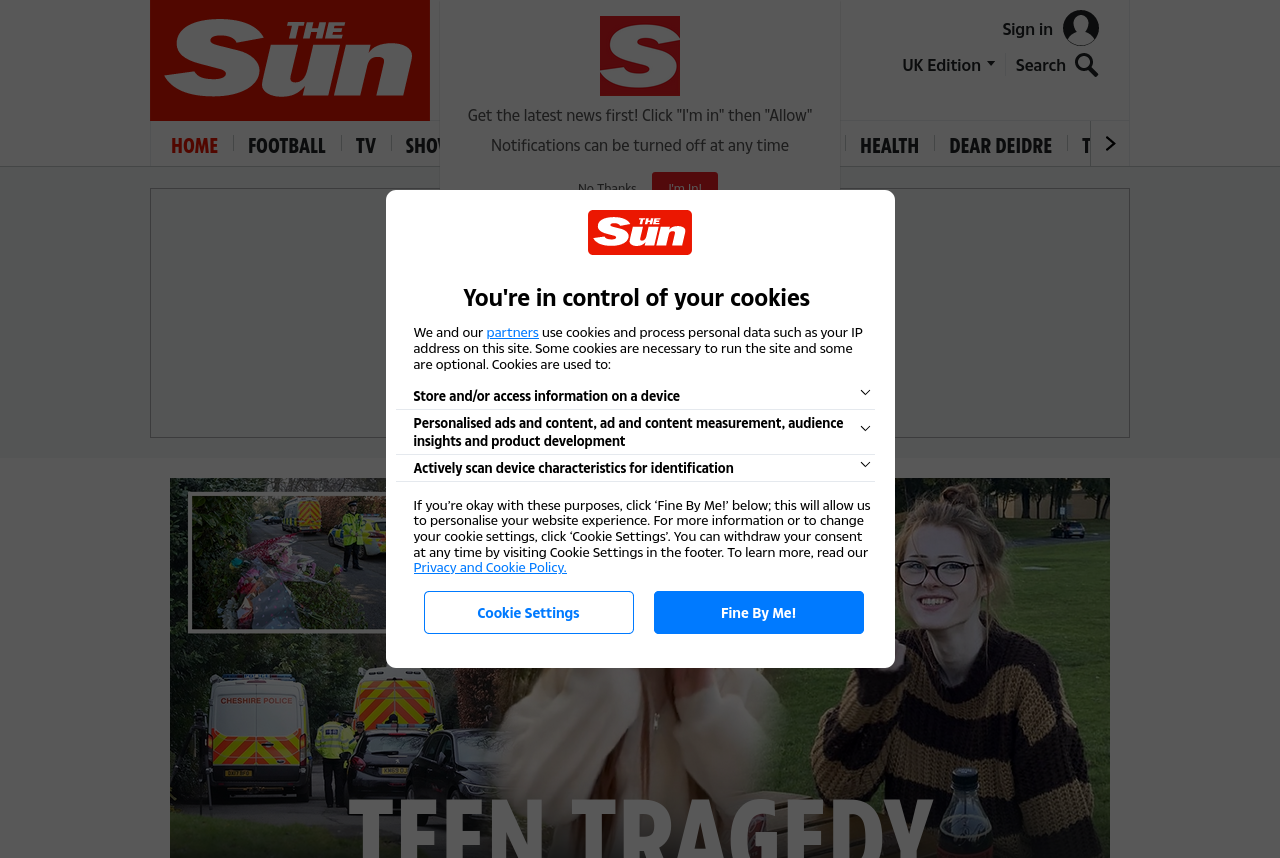 THE
Sun
Sign in
UK Edition
Search
Get the latest news first! Click "I'm in" then "Allow"
Notifications can be turned off at any time
No Thanks
I'm In!
HOME
FOOTBALL
TV
HEALTH
DEAR DEIDRE
THE
Sun
You're in control of your cookies
We and our partners use cookies and process personal data such as your IP
address on this site. Some cookies are necessary to run the site and some
are optional. Cookies are used to:
Store and/or access information on a device
Personalised ads and content, ad and content measurement, audience
insights and product development
Actively scan device characteristics for identification
If you’re okay with these purposes, click ‘Fine By Me!’ below; this will allow us
to personalise your website experience. For more information or to change
your cookie settings, click ‘Cookie Settings’. You can withdraw your consent
at any time by visiting Cookie Settings in the footer. To learn more, read our
Privacy and Cookie Policy.
Cookie Settings
Fine By Me!
CHESHIRE POLICE
TEEN TRAGEDY